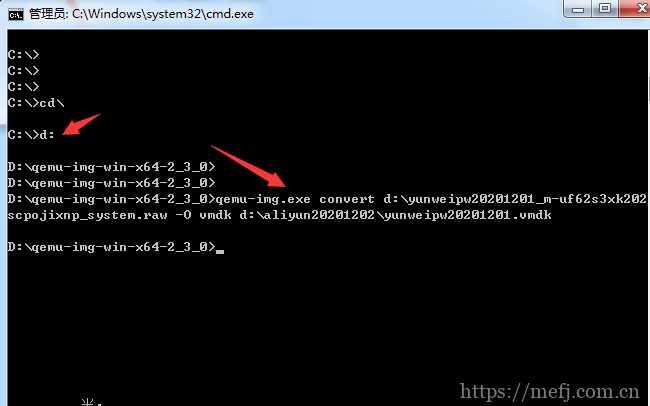 管理员: C:\Windows\system32\cmd.exe
C:\>
C:\>
C:\>
C:\>cd\
C:\>d:
D:\qemu-img-win-x64-2_3_0>
D:\qemu-img-win-x64-2_3_0>
D:\qemu-img-win-x64-2_3_0>qemu-img.exe convert d:\yunweipw20201201_m-uf62s3xk202
scpojixnp_system.raw -O vmdk d:\aliyun20201202\yunweipw20201201.vmdk
D:\qemu-img-win-x64-2_3_0>_
https://mefj.com.cn